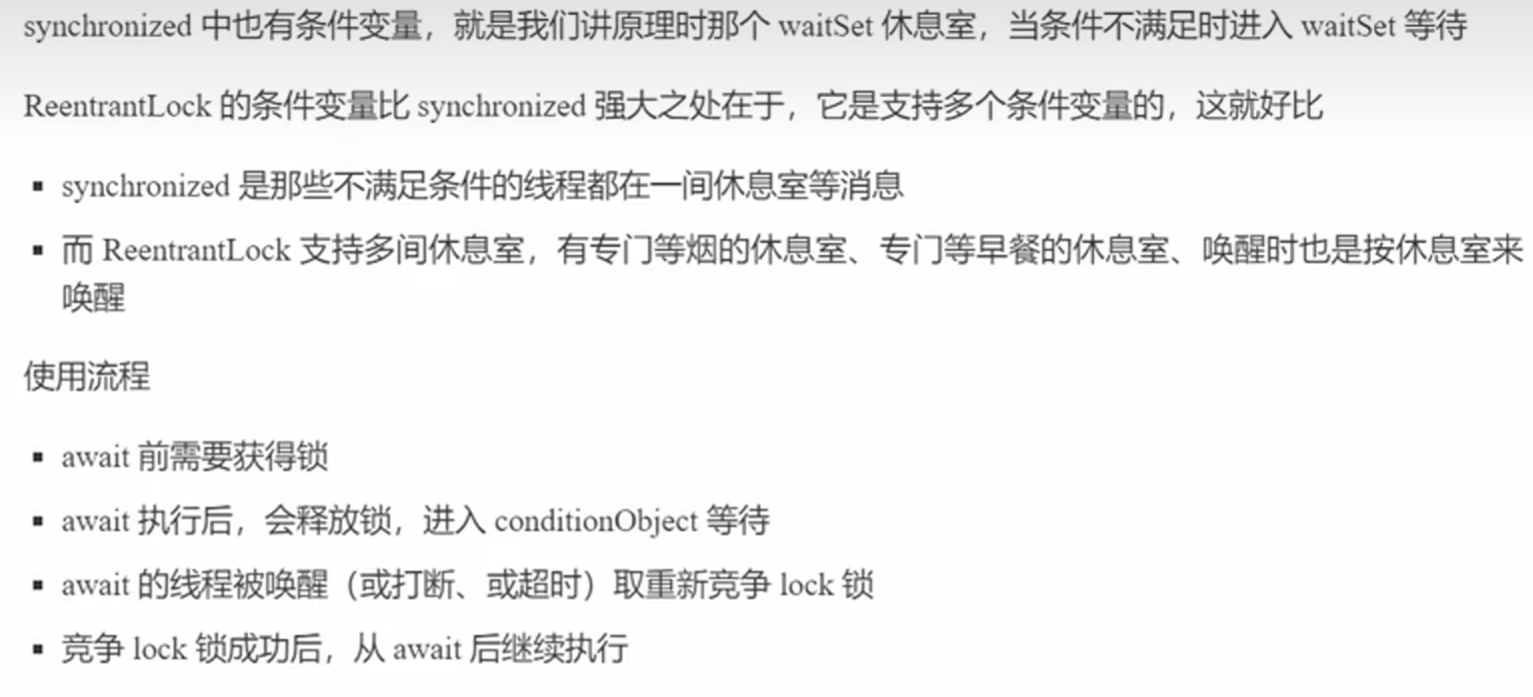 synchronized 中也有条件变量，就是我们讲原理时那个 waitSet 休息室，当条件不满足时进入 waitSet 等待
ReentrantLock 的条件变量比 synchronized 强大之处在于，它是支持多个条件变量的，这就好比
▪ synchronized 是那些不满足条件的线程都在一间休息室等消息
▪ 而 ReentrantLock 支持多间休息室，有专门等烟的休息室、专门等早餐的休息室、唤醒时也是按休息室来
唤醒
使用流程
▪ await 前需要获得锁
▪ await 执行后，会释放锁，进入 conditionObject 等待
▪ await 的线程被唤醒（或打断、或超时）取重新竞争 lock 锁
▪ 竞争 lock 锁成功后，从 await 后继续执行